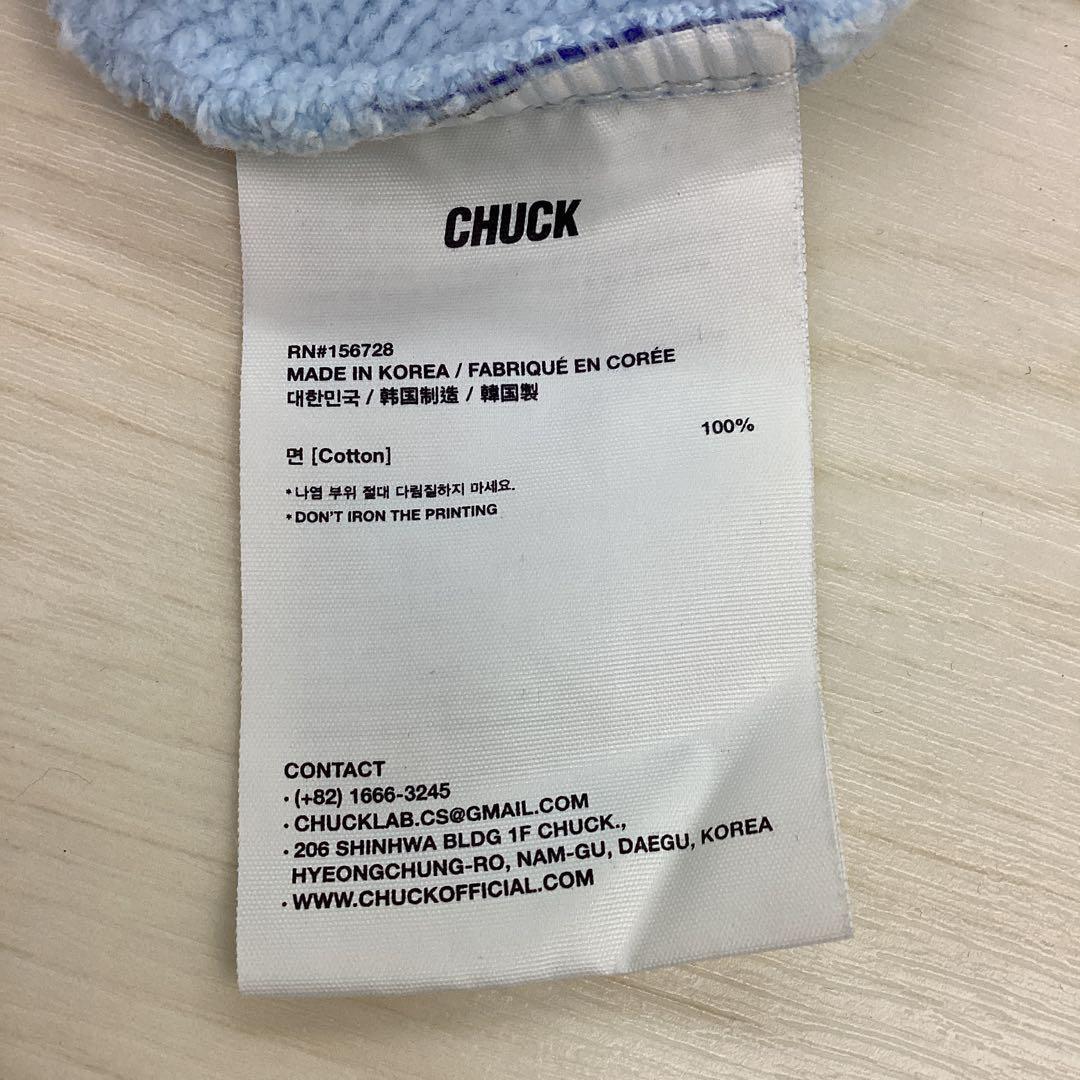 CHUCK
RN#156728
MADE IN KOREA / FABRIQUÉ EN CORÉE
대한민국 / 韩国制造 / 韓国製
면 [Cotton] 100%
*나염 부위 절대 다림질하지 마세요.
*DON'T IRON THE PRINTING
CONTACT
· (+82) 1666-3245
· CHUCKLAB.CS@GMAIL.COM
· 206 SHINHWA BLDG 1F CHUCK.,
HYEONGCHUNG-RO, NAM-GU, DAEGU, KOREA
· WWW.CHUCKOFFICIAL.COM